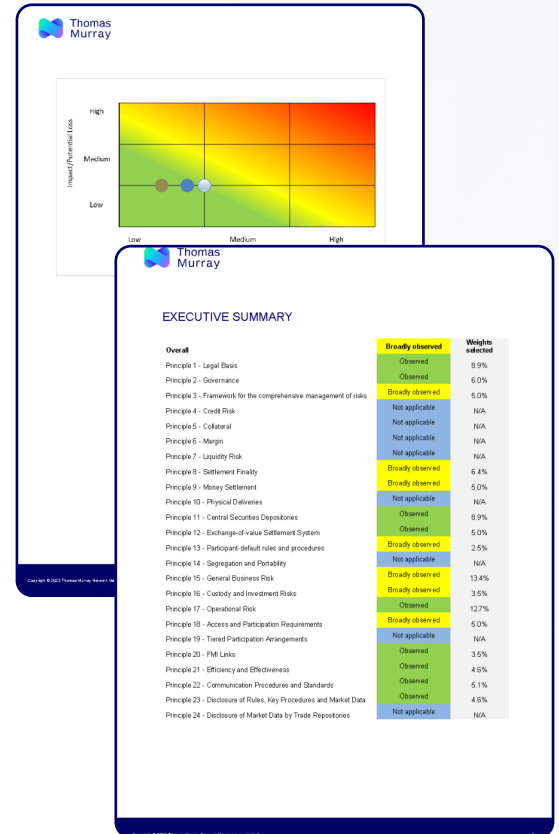 Thomas
Murray
High
Impact/Potential Loss
Medium
Low
Low Medium High
Thomas
Murray
EXECUTIVE SUMMARY
Overall Broadly observed Weights selected
Principle 1 - Legal Basis Observed 8.9%
Principle 2 - Governance Observed 6.0%
Principle 3 - Framework for the comprehensive management of risks Broadly observed 5.0%
Principle 4 - Credit Risk Not applicable N/A
Principle 5 - Collateral Not applicable N/A
Principle 6 - Margin Not applicable N/A
Principle 7 - Liquidity Risk Not applicable N/A
Principle 8 - Settlement Finality Broadly observed 6.4%
Principle 9 - Money Settlement Broadly observed 5.0%
Principle 10 - Physical Deliveries Not applicable N/A
Principle 11 - Central Securities Depositories Observed 8.9%
Principle 12 - Exchange-of-value Settlement System Observed 5.0%
Principle 13 - Participant-default rules and procedures Broadly observed 2.5%
Principle 14 - Segregation and Portability Not applicable N/A
Principle 15 - General Business Risk Broadly observed 13.4%
Principle 16 - Custody and Investment Risks Broadly observed 3.5%
Principle 17 - Operational Risk Observed 12.7%
Principle 18 - Access and Participation Requirements Broadly observed 5.0%
Principle 19 - Tiered Participation Arrangements Not applicable N/A
Principle 20 - FMI Links Observed 3.5%
Principle 21 - Efficiency and Effectiveness Observed 4.6%
Principle 22 - Communication Procedures and Standards Observed 5.1%
Principle 23 - Disclosure of Rules, Key Procedures and Market Data Observed 4.6%
Principle 24 - Disclosure of Market Data by Trade Repositories Not applicable N/A
Copyright © 2023 Thomas Murray Network